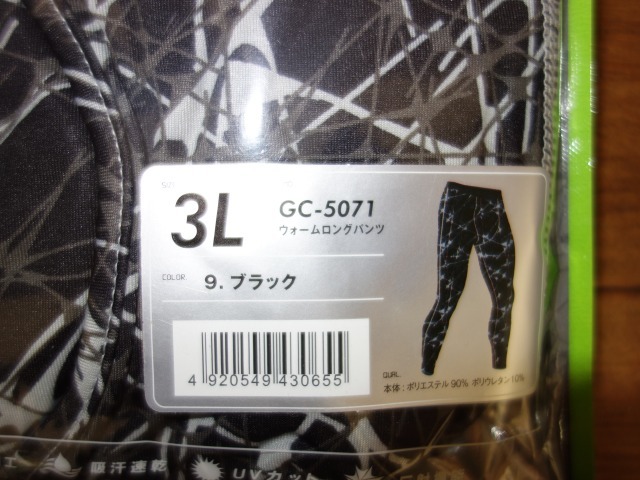 SIZE
3L
GC-5071
ウォームロングパンツ
COLOR
9. ブラック
4 920549 430655
QURL.
本体:ポリエステル90% ポリウレタン10%
吸汗速乾
UVカット